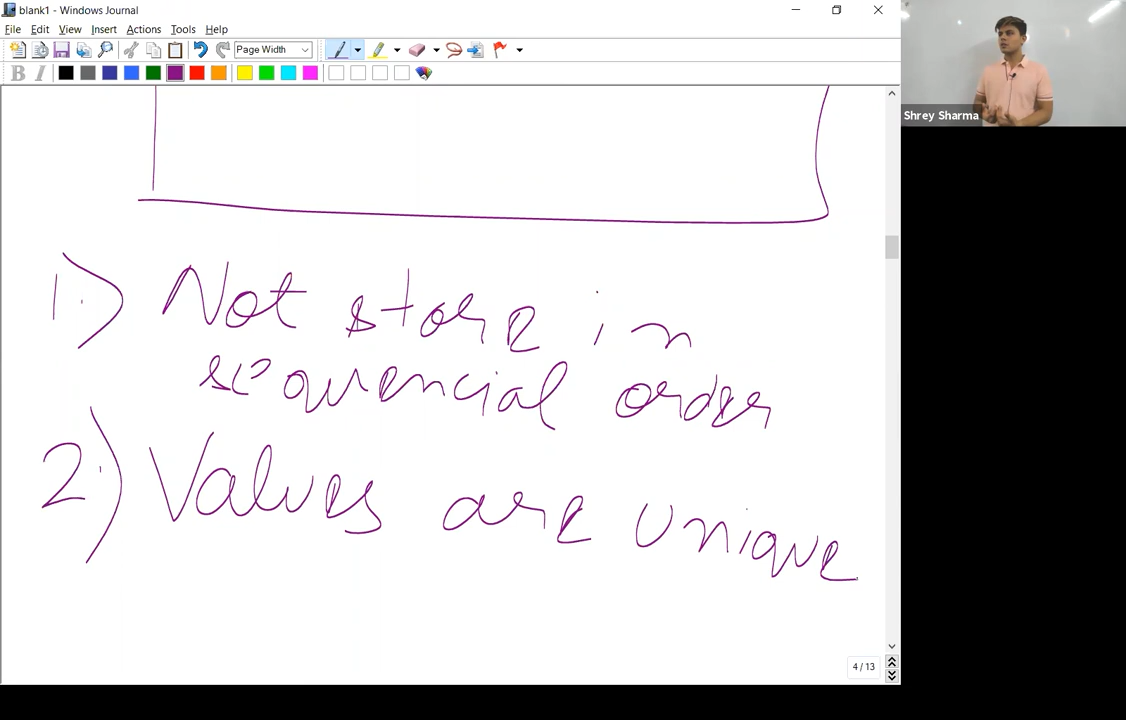 blank1 - Windows Journal
File Edit View Insert Actions Tools Help
Page Width
B I
Shrey Sharma
1.) Not store in
sequencial order
2.) Values are unique
4 / 13